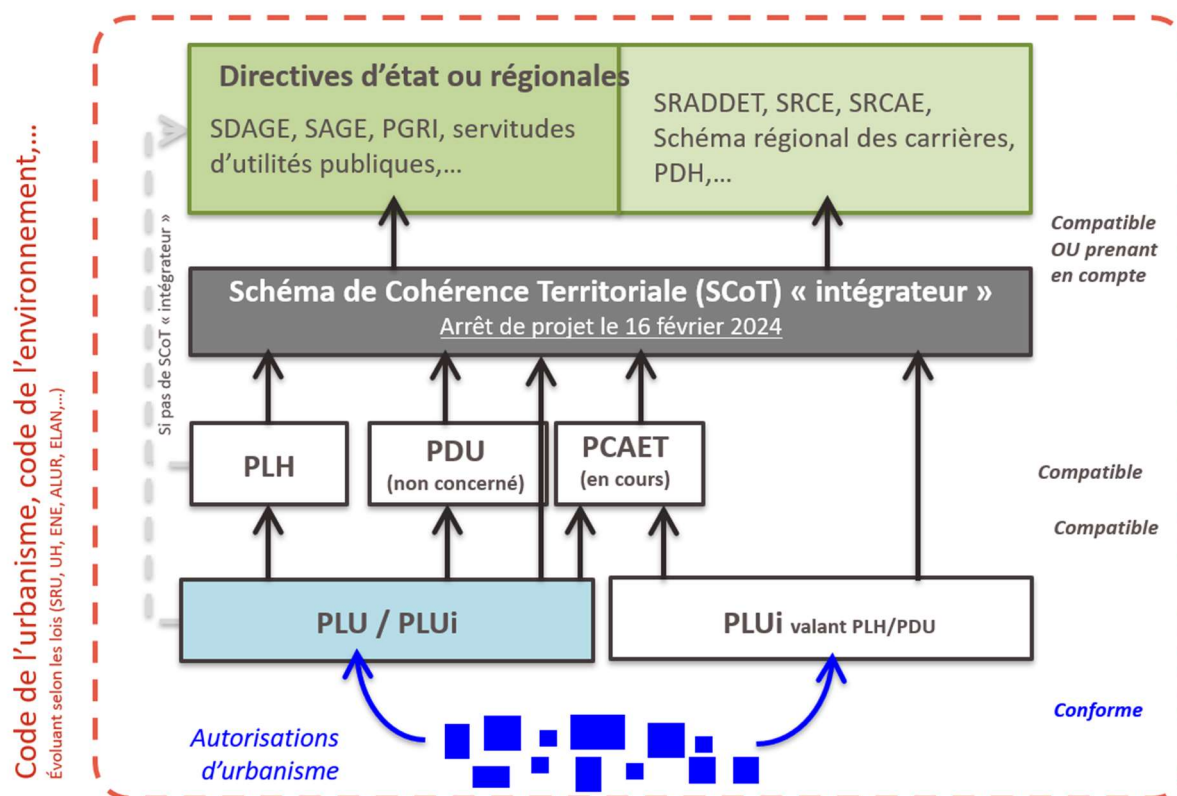 Code de l'urbanisme, code de l'environnement,...
Évoluant selon les lois (SRU, UH, ENE, ALUR, ELAN,...)
Si pas de SCoT « intégrateur »
Directives d'état ou régionales
SDAGE, SAGE, PGRI, servitudes
d'utilités publiques,...
SRADDET, SRCE, SRCAE,
Schéma régional des carrières,
PDH,...
Compatible
OU prenant
en compte
Schéma de Cohérence Territoriale (SCoT) « intégrateur »
Arrêt de projet le 16 février 2024
PLH
PDU
(non concerné)
PCAET
(en cours)
Compatible
Compatible
PLU / PLUi
PLUi valant PLH/PDU
Conforme
Autorisations
d'urbanisme